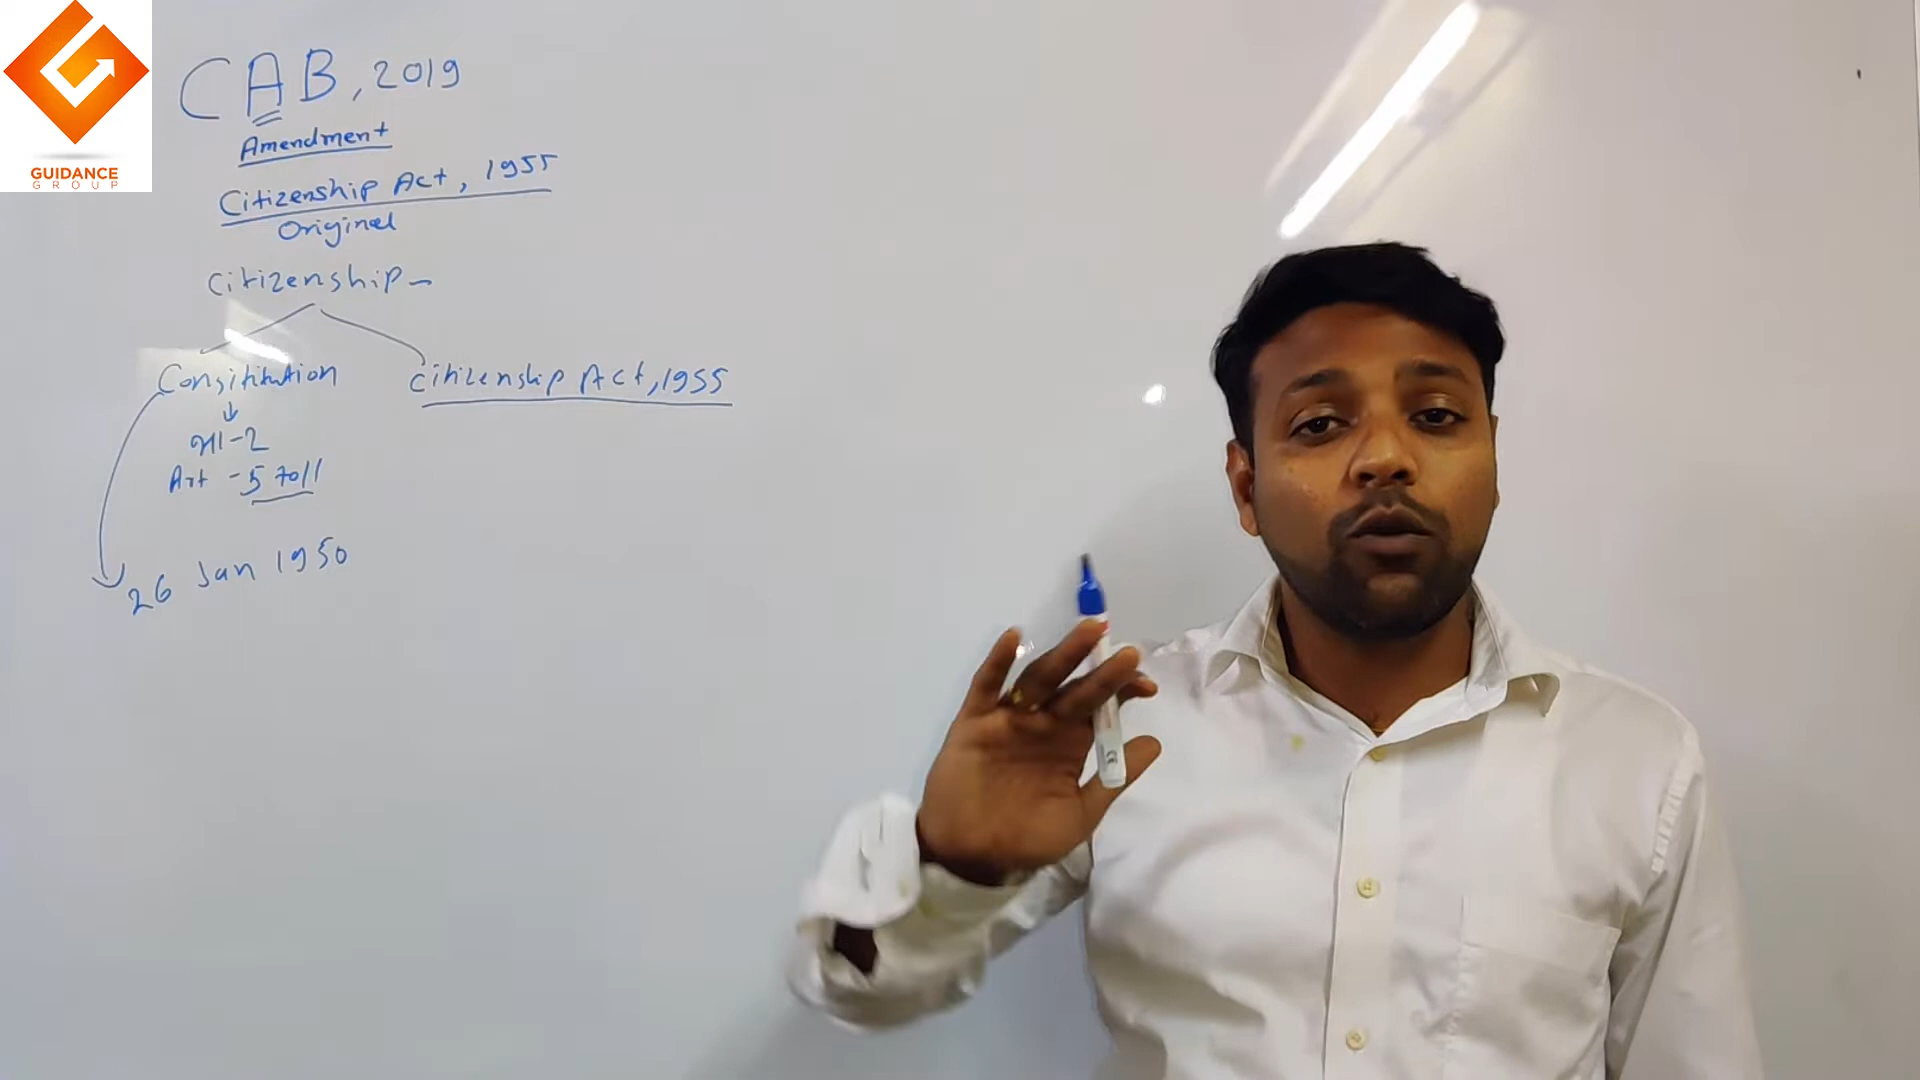 GUIDANCE
GROUP
CAB, 2019
Amendment
Citizenship Act, 1955
Original
Citizenship -
Consititution
Citizenship Act, 1955
भाग-2
Art - 5 to 11
26 Jan 1950